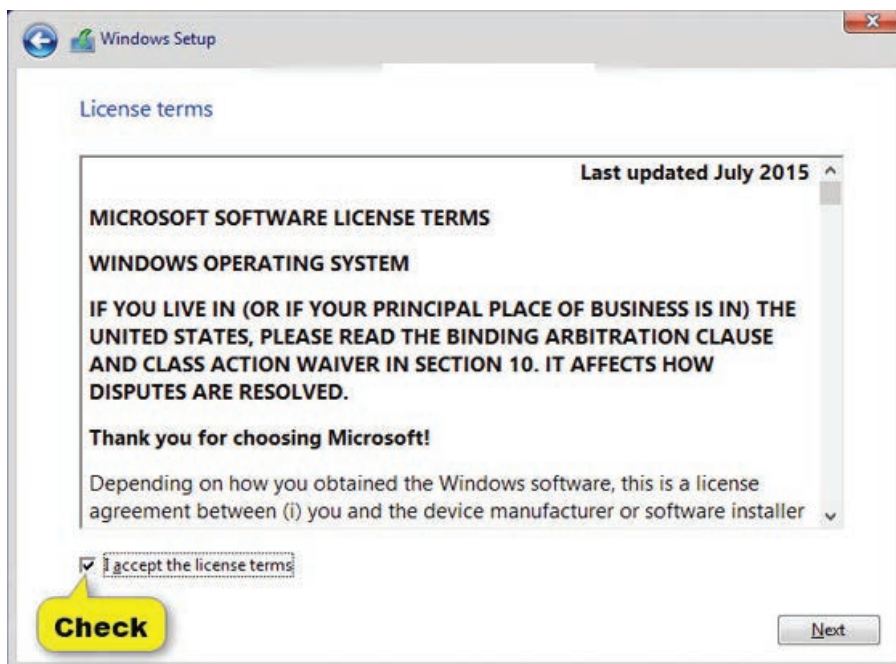 Windows Setup
License terms
Last updated July 2015
MICROSOFT SOFTWARE LICENSE TERMS
WINDOWS OPERATING SYSTEM
IF YOU LIVE IN (OR IF YOUR PRINCIPAL PLACE OF BUSINESS IS IN) THE
UNITED STATES, PLEASE READ THE BINDING ARBITRATION CLAUSE
AND CLASS ACTION WAIVER IN SECTION 10. IT AFFECTS HOW
DISPUTES ARE RESOLVED.
Thank you for choosing Microsoft!
Depending on how you obtained the Windows software, this is a license
agreement between (i) you and the device manufacturer or software installer
I accept the license terms
Check
Next